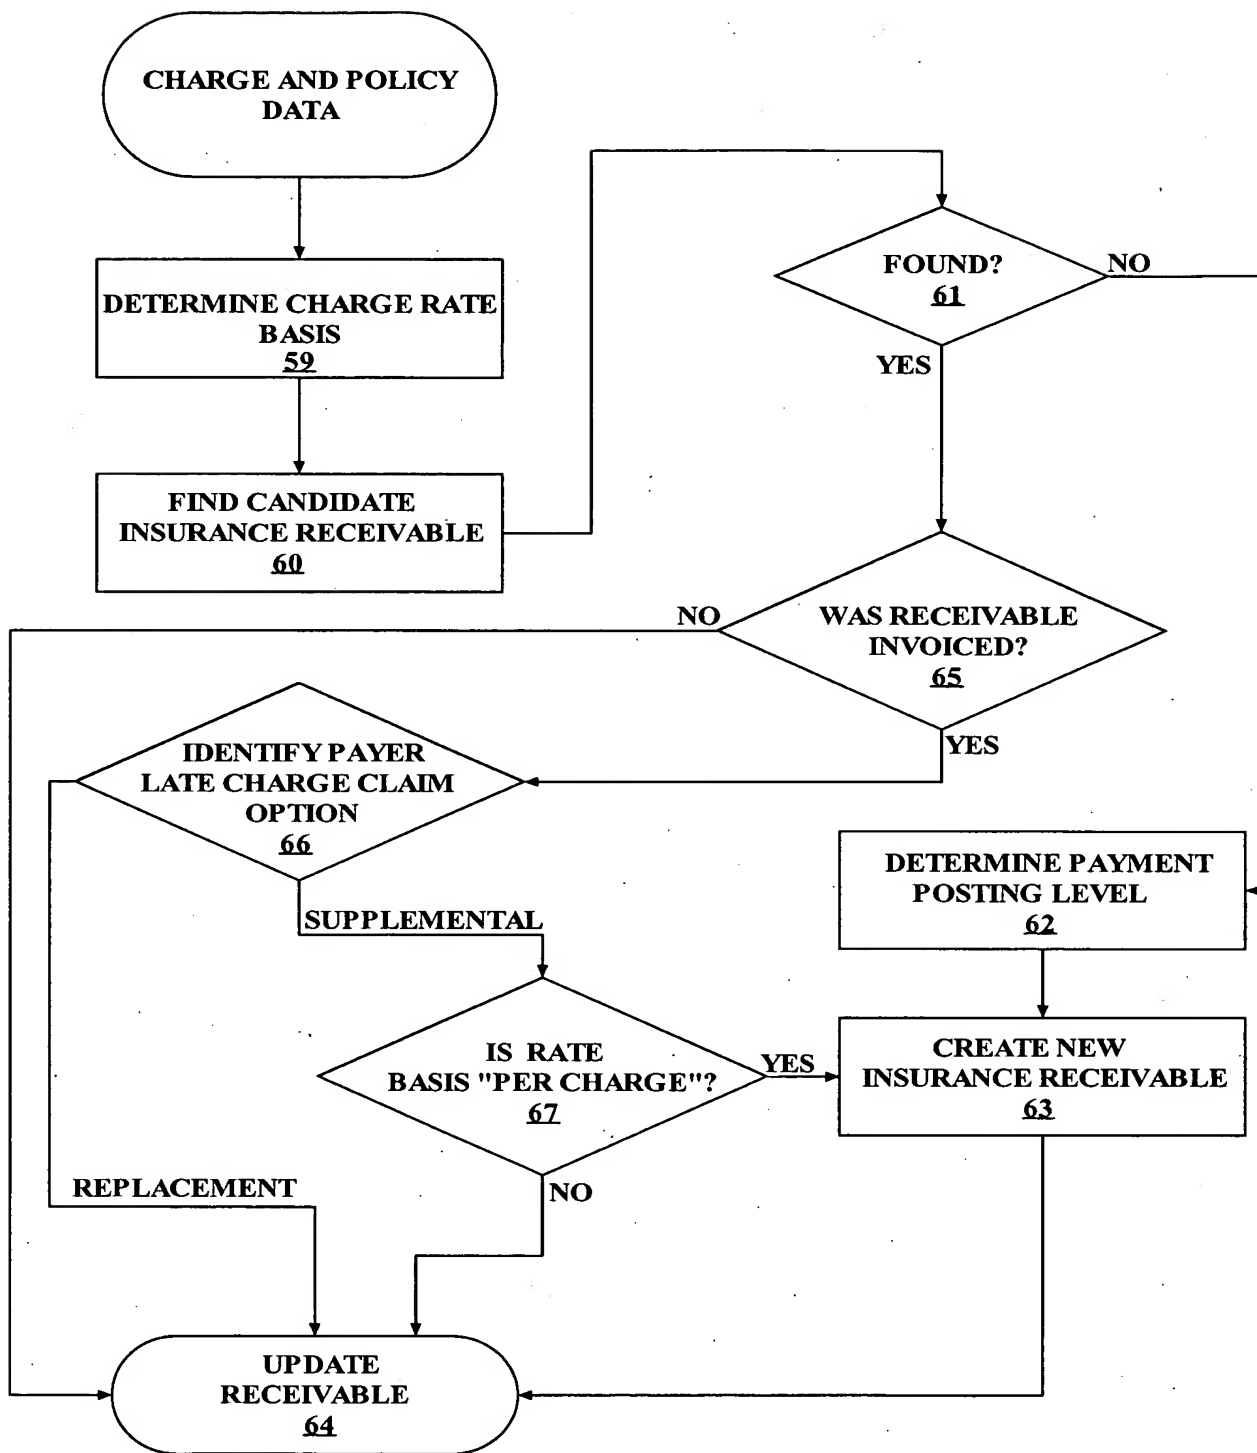 CHARGE AND POLICY
DATA
DETERMINE CHARGE RATE
BASIS
59
FIND CANDIDATE
INSURANCE RECEIVABLE
60
FOUND?
61
NO
YES
WAS RECEIVABLE
INVOICED?
65
NO
YES
IDENTIFY PAYER
LATE CHARGE CLAIM
OPTION
66
SUPPLEMENTAL
DETERMINE PAYMENT
POSTING LEVEL
62
IS RATE
BASIS "PER CHARGE"?
67
YES
CREATE NEW
INSURANCE RECEIVABLE
63
REPLACEMENT
NO
UPDATE
RECEIVABLE
64